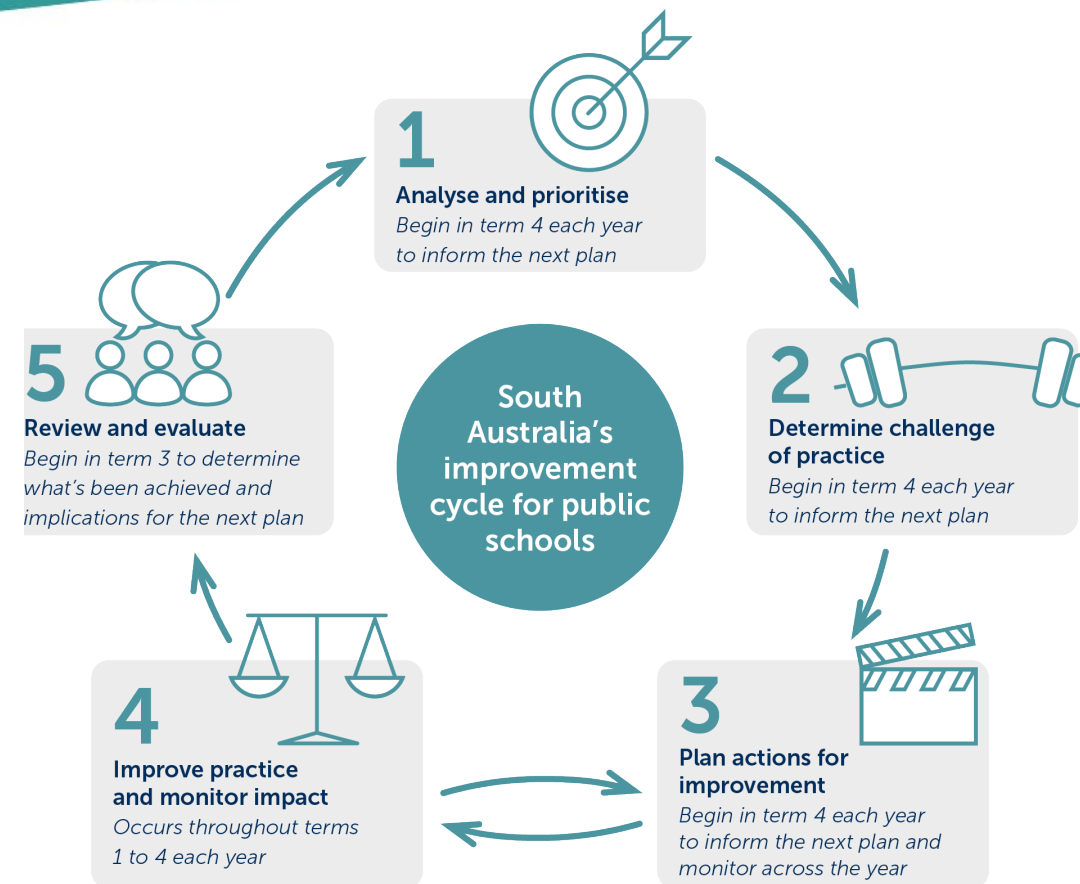 1
Analyse and prioritise
Begin in term 4 each year
to inform the next plan
2
Determine challenge
of practice
Begin in term 4 each year
to inform the next plan
3
Plan actions for
improvement
Begin in term 4 each year
to inform the next plan and
monitor across the year
4
Improve practice
and monitor impact
Occurs throughout terms
1 to 4 each year
5
Review and evaluate
Begin in term 3 to determine
what's been achieved and
implications for the next plan
South
Australia's
improvement
cycle for public
schools